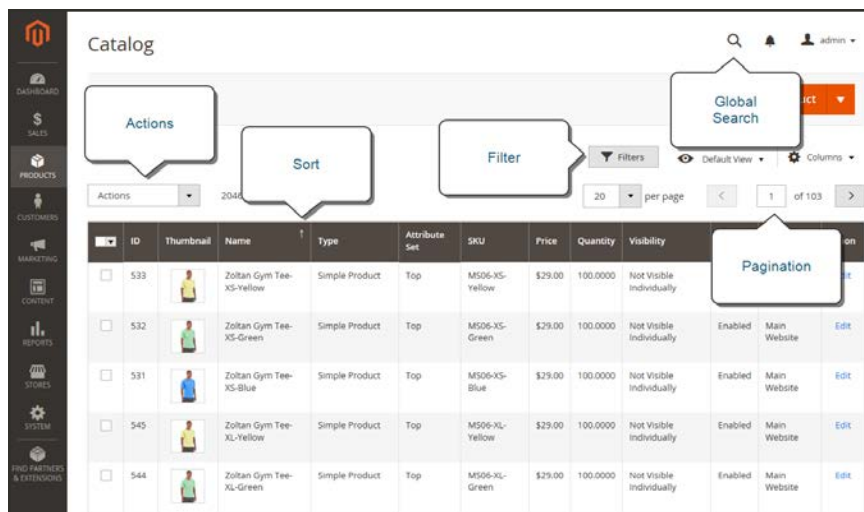 Catalog
admin
DASHBOARD
SALES
PRODUCTS
CUSTOMERS
MARKETING
CONTENT
REPORTS
STORES
SYSTEM
FIND PARTNERS
& EXTENSIONS
Actions
Sort
Filter
Global
Search
Pagination
Filters
Default View
Columns
Actions
20
per page
1
of 103
ID
Thumbnail
Name
Type
Attribute
Set
SKU
Price
Quantity
Visibility
533
Zoltan Gym Tee-
XS-Yellow
Simple Product
Top
MS06-XS-
Yellow
$29.00
100.0000
Not Visible
Individually
532
Zoltan Gym Tee-
XS-Green
Simple Product
Top
MS06-XS-
Green
$29.00
100.0000
Not Visible
Individually
Enabled
Main
Website
Edit
531
Zoltan Gym Tee-
XS-Blue
Simple Product
Top
MS06-XS-
Blue
$29.00
100.0000
Not Visible
Individually
Enabled
Main
Website
Edit
545
Zoltan Gym Tee-
XL-Yellow
Simple Product
Top
MS06-XL-
Yellow
$29.00
100.0000
Not Visible
Individually
Enabled
Main
Website
Edit
544
Zoltan Gym Tee-
XL-Green
Simple Product
Top
MS06-XL-
Green
$29.00
100.0000
Not Visible
Individually
Enabled
Main
Website
Edit